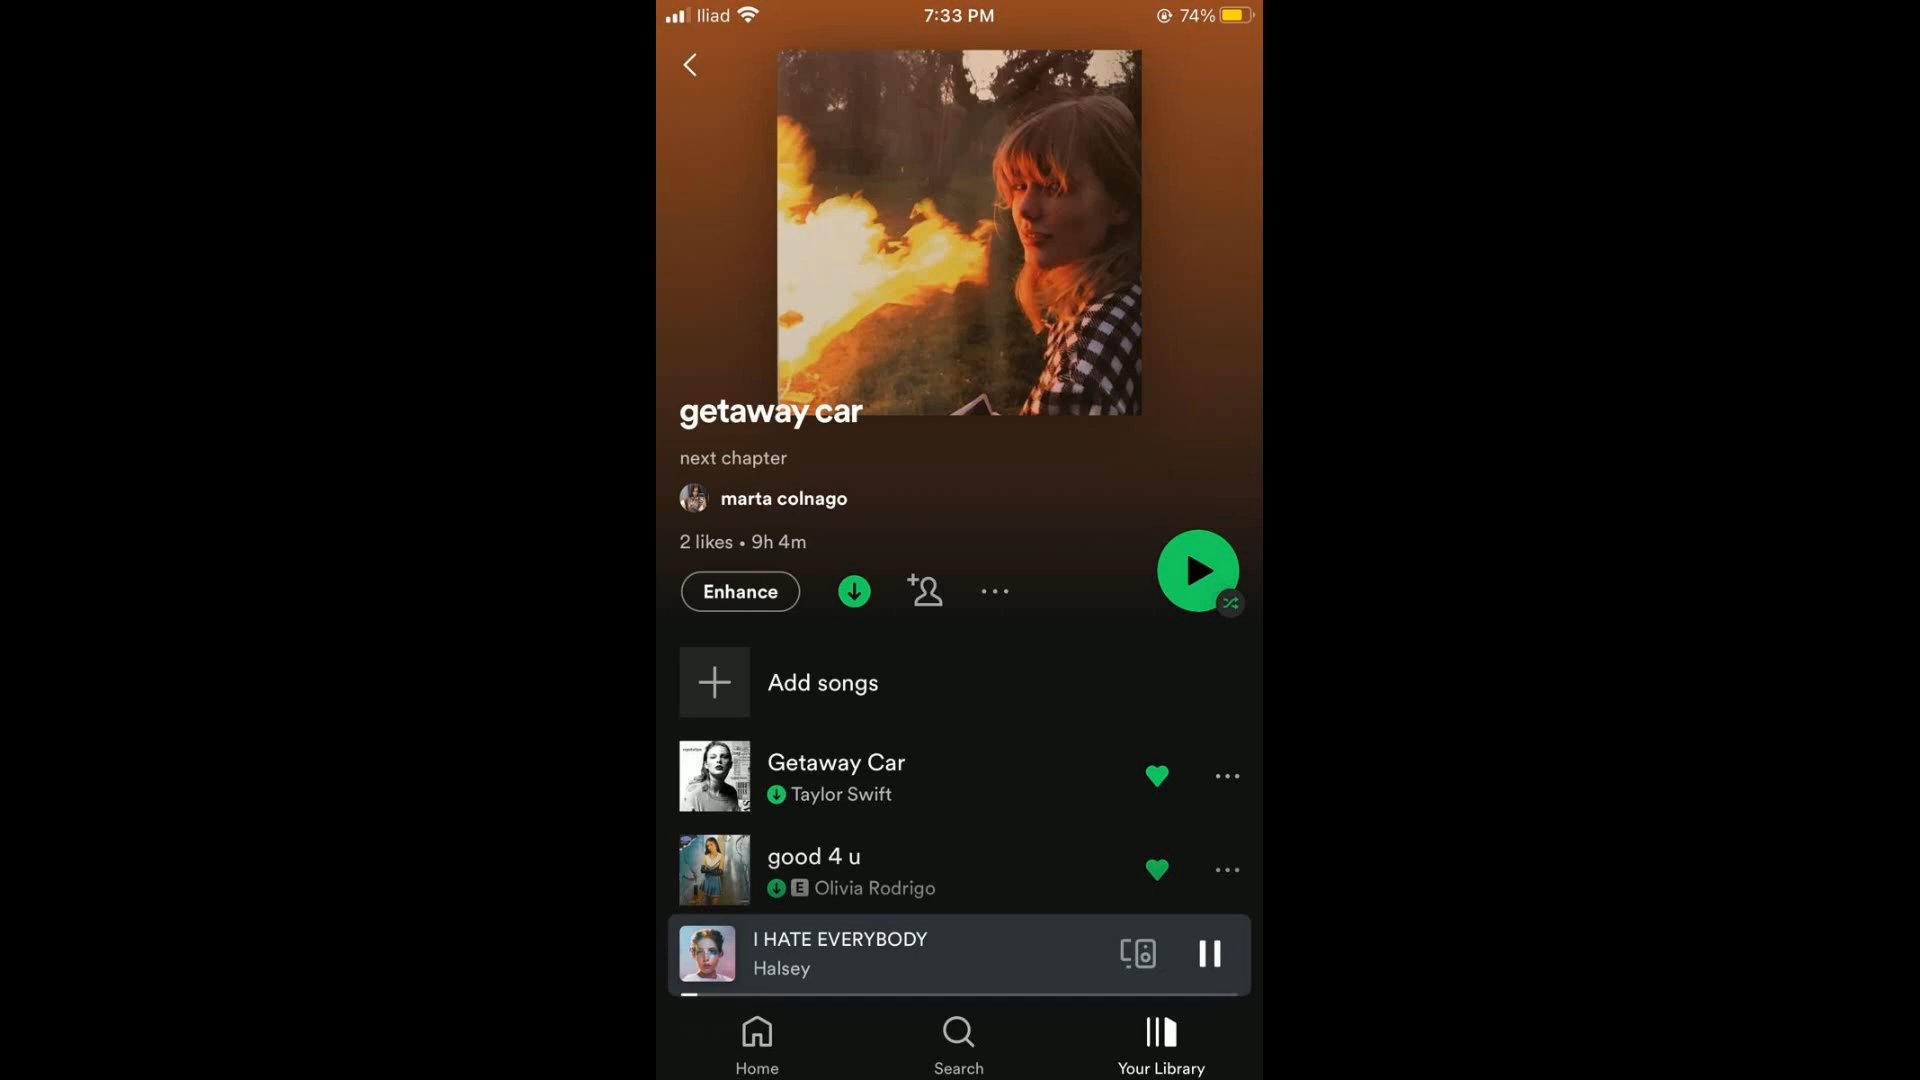 Iliad
7:33 PM
74%
getaway car
next chapter
marta colnago
2 likes • 9h 4m
Enhance
Add songs
Getaway Car
Taylor Swift
good 4 u
E Olivia Rodrigo
I HATE EVERYBODY
Halsey
Home
Search
Your Library